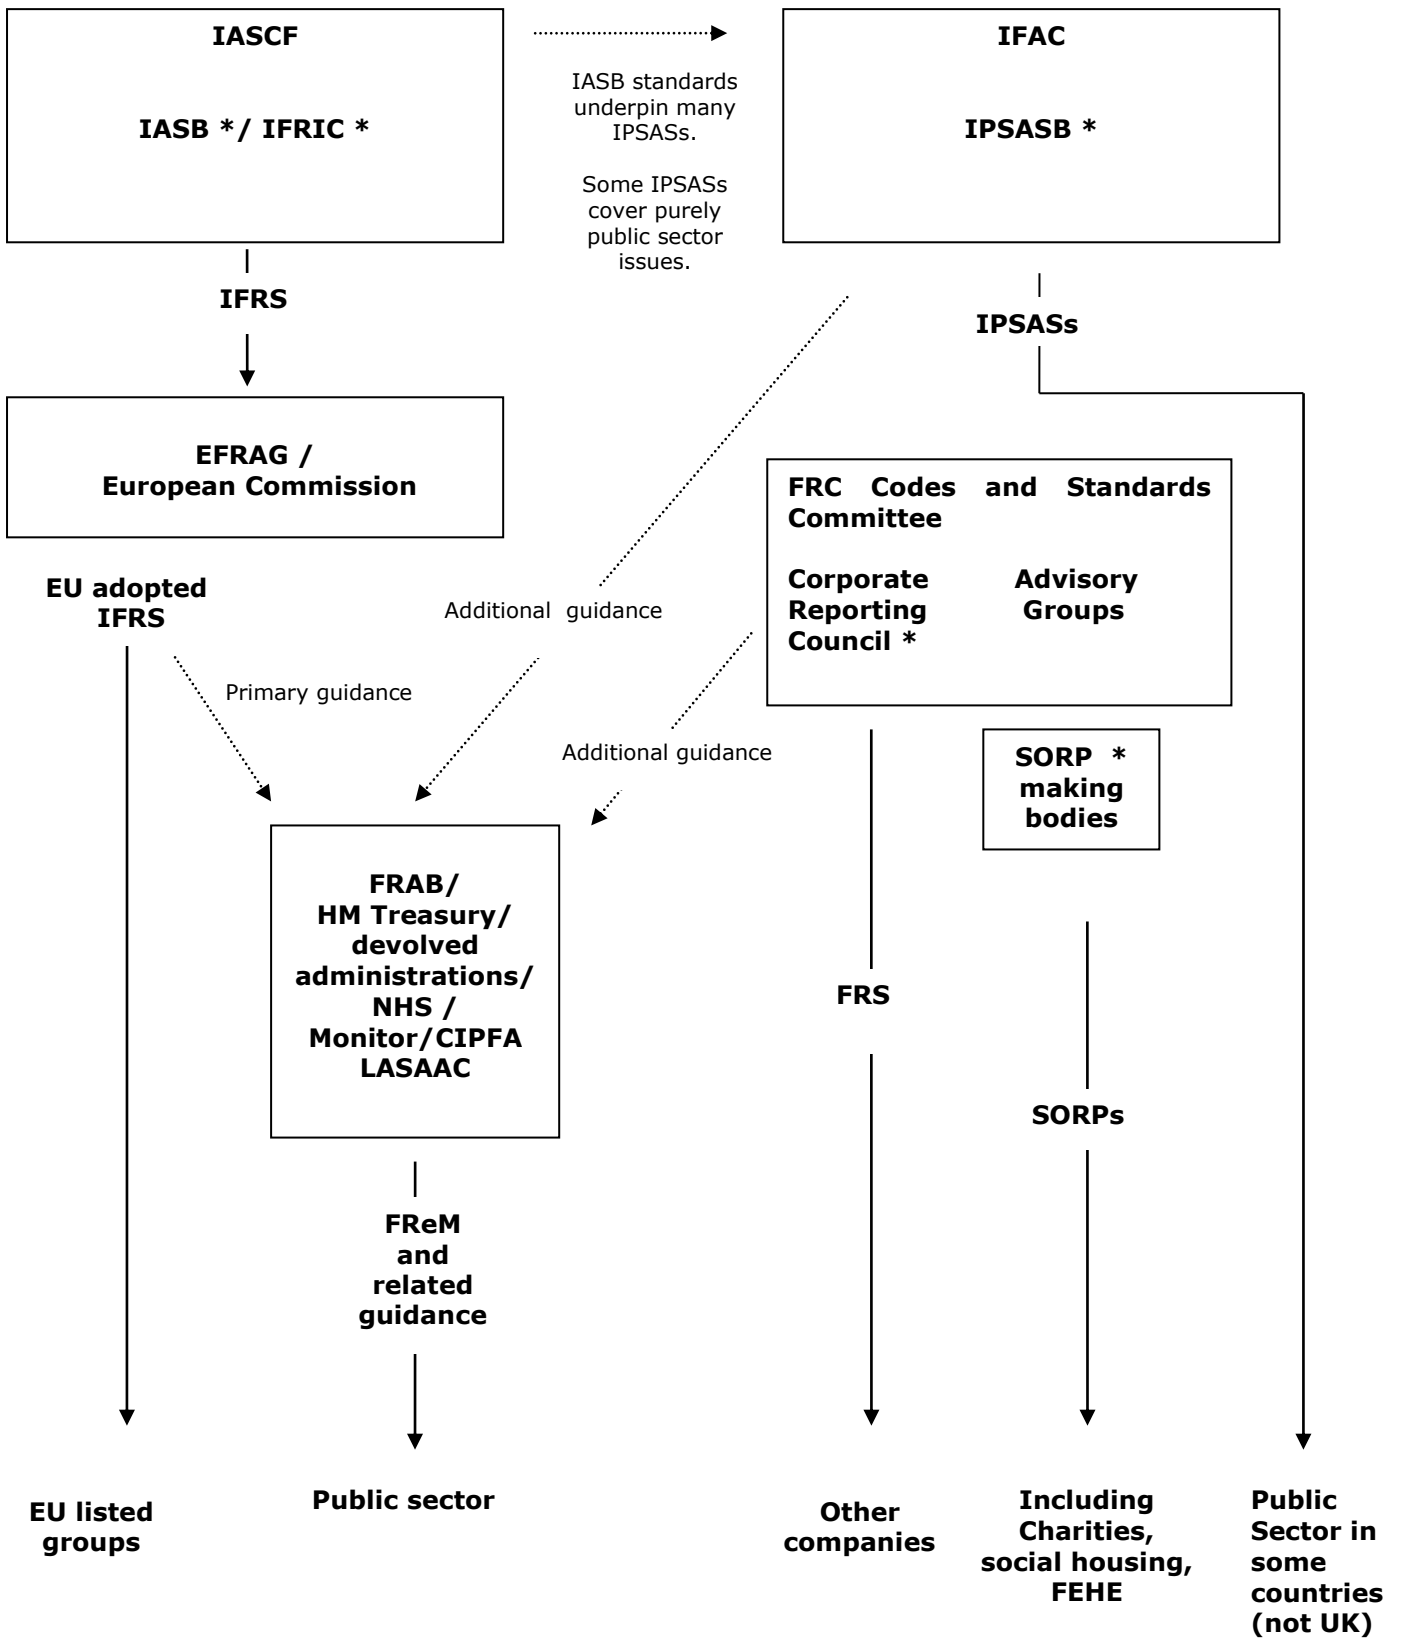 IASCF
IASB */ IFRIC *
IASB standards
underpin many
IPSASs.
Some IPSASs
cover purely
public sector
issues.
IFAC
IPSASB *
IFRS
IPSASs
EFRAG /
European Commission
FRC Codes and Standards
Committee
Corporate Advisory
Reporting Groups
Council *
EU adopted
IFRS
Additional guidance
Primary guidance
Additional guidance
SORP *
making
bodies
FRAB/
HM Treasury/
devolved
administrations/
NHS /
Monitor/CIPFA
LASAAC
FRS
SORPs
FReM
and
related
guidance
EU listed
groups
Public sector
Other
companies
Including
Charities,
social housing,
FEHE
Public
Sector in
some
countries
(not UK)